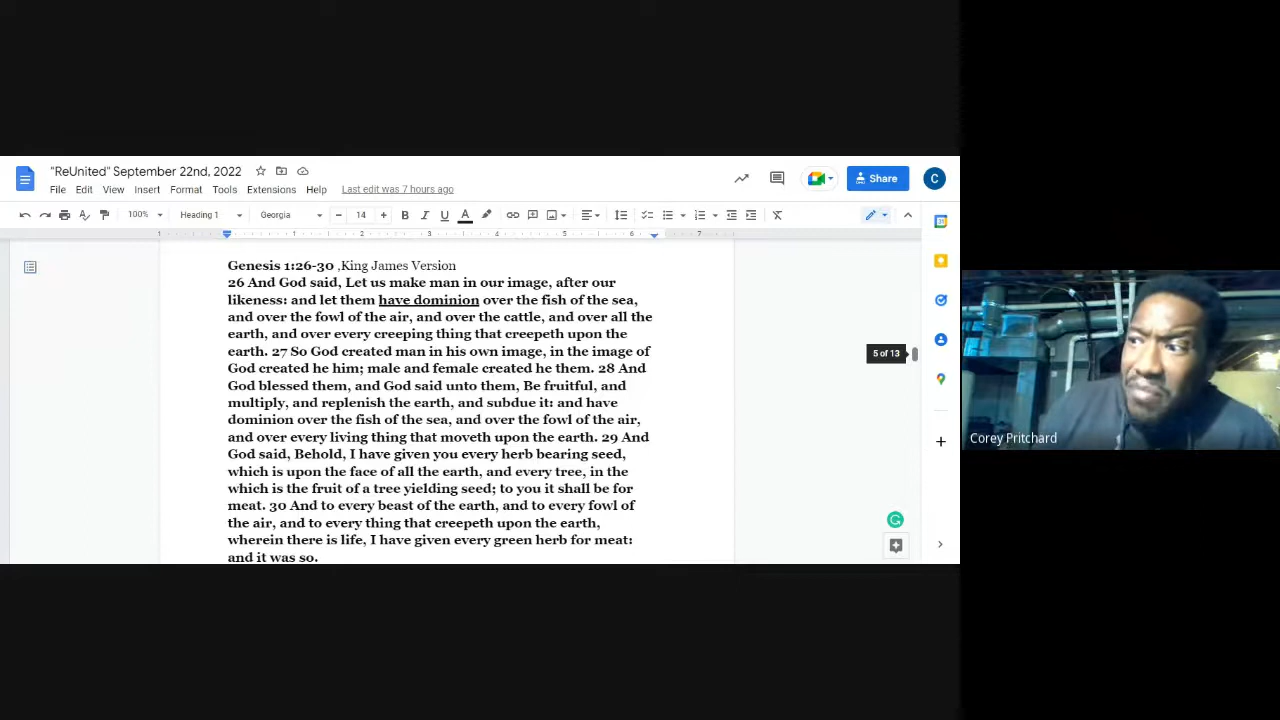 "ReUnited" September 22nd, 2022
File Edit View Insert Format Tools Extensions Help Last edit was 7 hours ago
Share
C
100% Heading 1 Georgia 14 B I U A
1 1 2 3 4 5 6 7
Genesis 1:26-30 ,King James Version
26 And God said, Let us make man in our image, after our
likeness: and let them have dominion over the fish of the sea,
and over the fowl of the air, and over the cattle, and over all the
earth, and over every creeping thing that creepeth upon the
earth. 27 So God created man in his own image, in the image of
God created he him; male and female created he them. 28 And
God blessed them, and God said unto them, Be fruitful, and
multiply, and replenish the earth, and subdue it: and have
dominion over the fish of the sea, and over the fowl of the air,
and over every living thing that moveth upon the earth. 29 And
God said, Behold, I have given you every herb bearing seed,
which is upon the face of all the earth, and every tree, in the
which is the fruit of a tree yielding seed; to you it shall be for
meat. 30 And to every beast of the earth, and to every fowl of
the air, and to every thing that creepeth upon the earth,
wherein there is life, I have given every green herb for meat:
and it was so.
5 of 13
Corey Pritchard